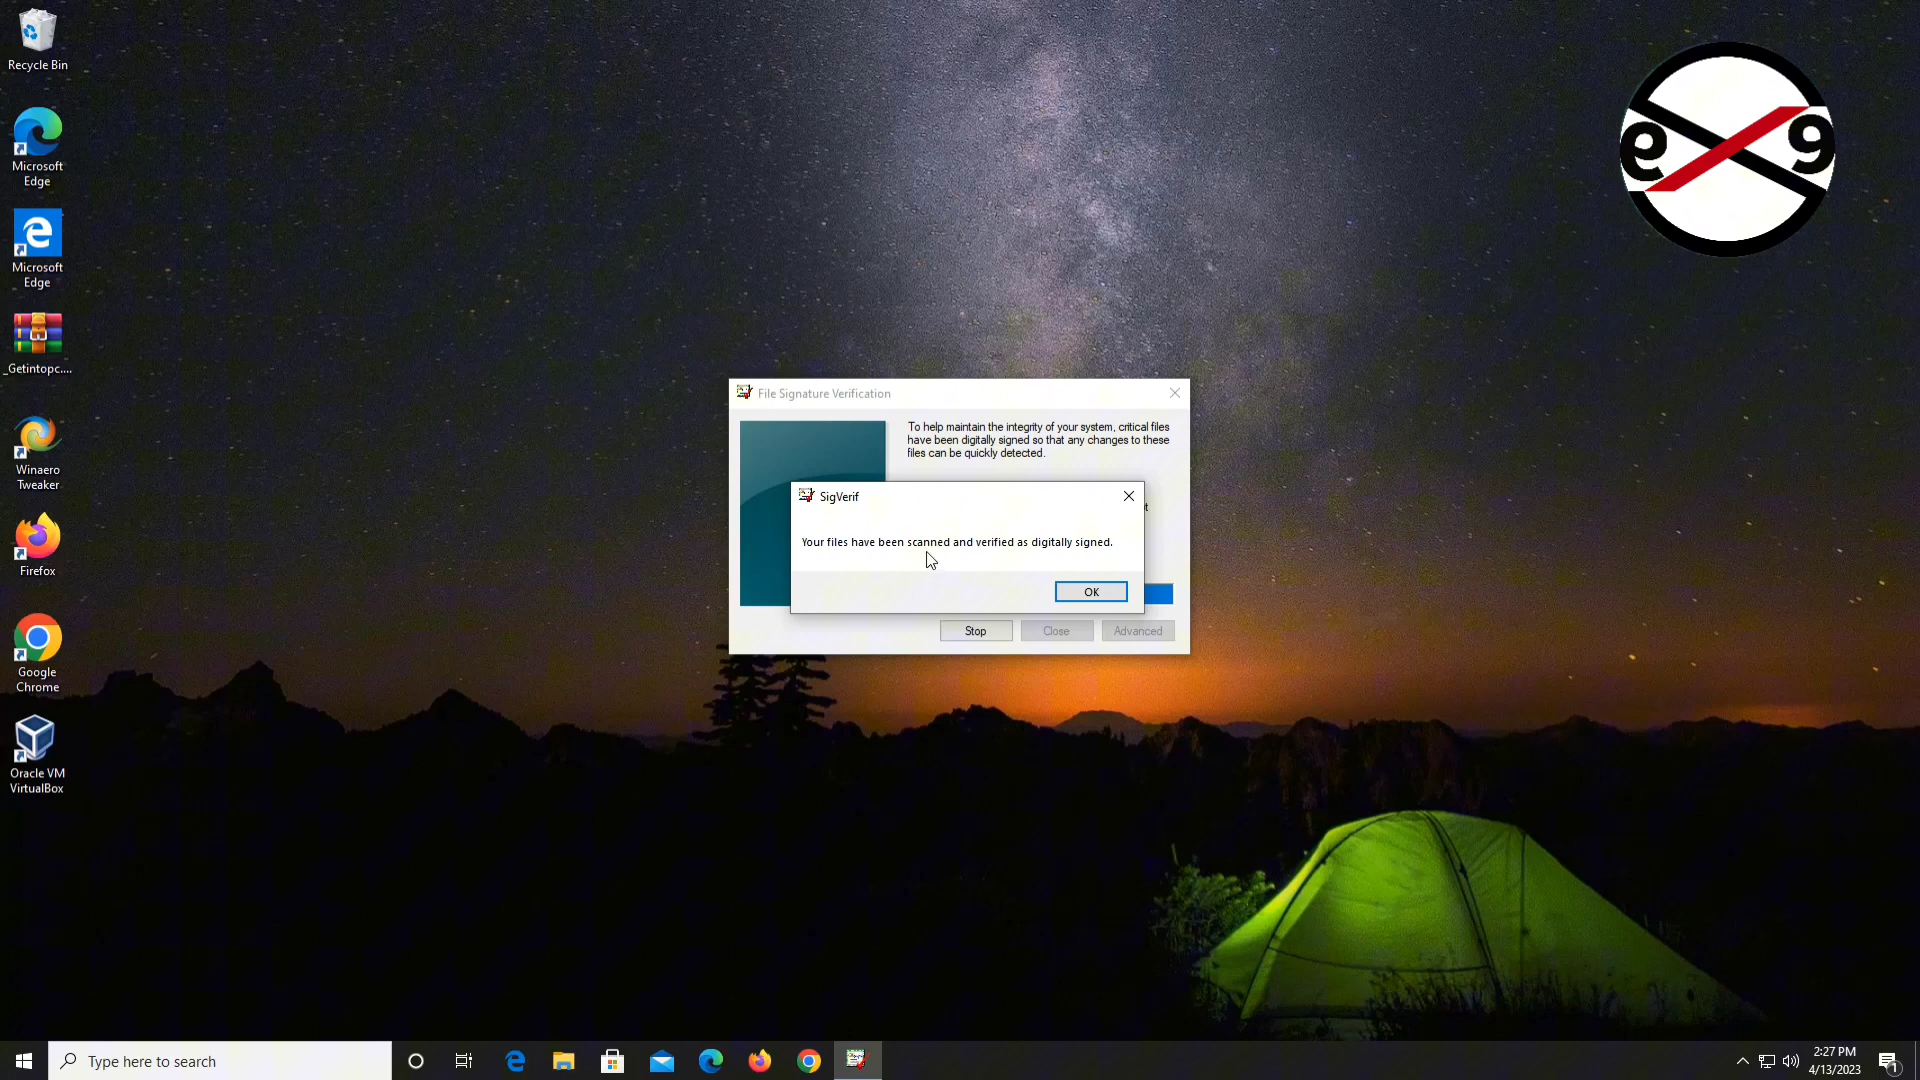 Recycle Bin
Microsoft
Edge
Microsoft
Edge
_Getintopc....
Winaero
Tweaker
Firefox
Google
Chrome
Oracle VM
VirtualBox
e 9
File Signature Verification
To help maintain the integrity of your system, critical files
have been digitally signed so that any changes to these
files can be quickly detected.
SigVerif
Your files have been scanned and verified as digitally signed.
OK
Stop
Close
Advanced
Type here to search
2:27 PM
4/13/2023
1